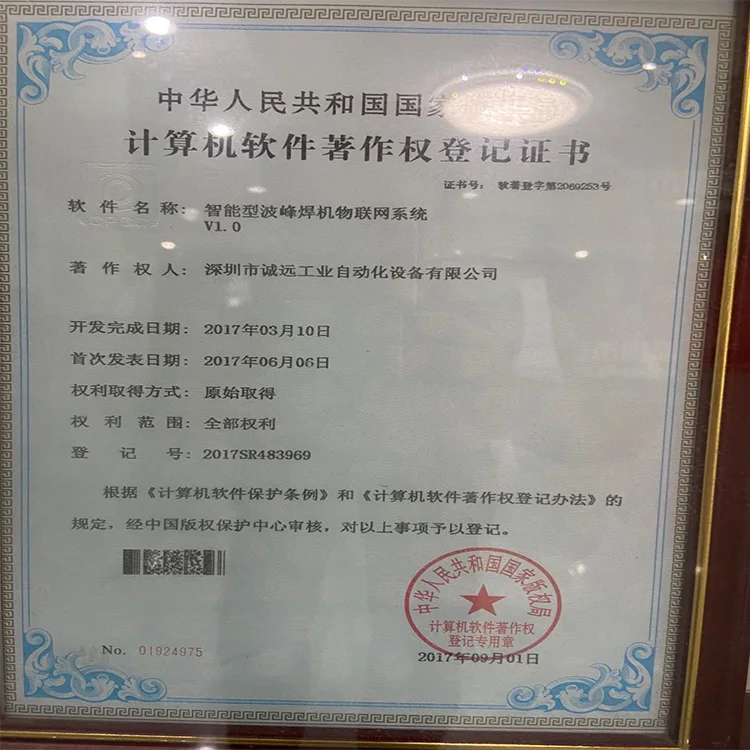 中华人民共和国国家
计算机软件著作权登记证书
证书号: 软著登字第2069253号
软件名称: 智能型波峰焊机物联网系统
V1.0
著作权人: 深圳市诚远工业自动化设备有限公司
开发完成日期: 2017年03月10日
首次发表日期: 2017年06月06日
权利取得方式: 原始取得
权利范围: 全部权利
登记号: 2017SR483969
根据《计算机软件保护条例》和《计算机软件著作权登记办法》的
规定，经中国版权保护中心审核，对以上事项予以登记。
中华人民共和国国家版权局
计算机软件著作权
登记专用章
2017年09月01日
No. 01924975